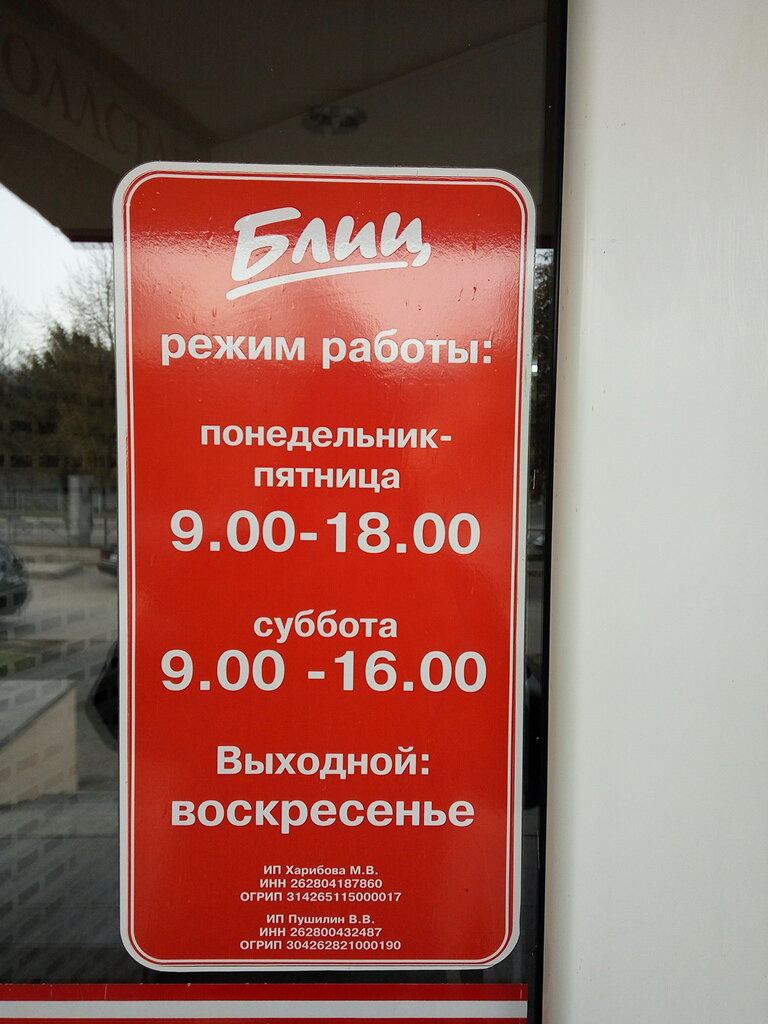 Блиц
режим работы:
понедельник-
пятница
9.00-18.00
суббота
9.00 -16.00
Выходной:
воскресенье
ИП Харибова М.В.
ИНН 262804187860
ОГРИП 314265115000017
ИП Пушилин В.В.
ИНН 262800432487
ОГРИП 304262821000190